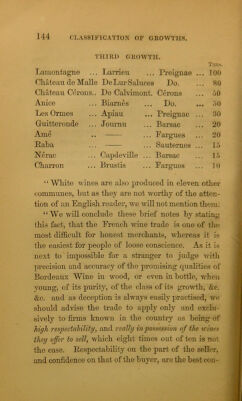 144 CLASSIFICATION OF GROWTHS.
THIRD GROWTH.
Tuns.
Lamontagne ... Larrieu ... Preignac ... 100
Château de Malle De Lur-Saluces Do. ... 80
Château Cérons.. De Calvimont. Cérons ... 50
Anice ... Biarnès ... Do. ... 50
Les Ormes ... Apiau ... Preignac ... 30
Guitteronde ... Journu ... Barsac ... 20
Amé .. —— ... Fargues ... 20
Raba —— ... Sauternes ... 15
Nérac ... Capdeville ... Barsac ... 15
Charron ... Brustis ... Fargues ... 10
"White wines are also produced in eleven other
communes, but as they are not worthy of the atten-
tion of an English reader, we will not mention them.
"We will conclude these brief notes by stating
this fact, that the French wine trade is one of the
most difficult for honest merchants, whereas it is
the easiest for people of loose conscience. As it is
next to impossible for a stranger to judge with
precision and accuracy of the promising qualities of
Bordeaux Wine in wood, or even in bottle, when
young, of its purity, of the class of its growth, &c.
&c. and as deception is always easily practised, we
should advise the trade to apply only and exclu-
sively to firms known in the country as being of
high respectability, and really in possession of the wines
they offer to sell, which eight times out of ten is not
the case. Respectability on the part of the seller,
and confidence on that of the buyer, are the best con-